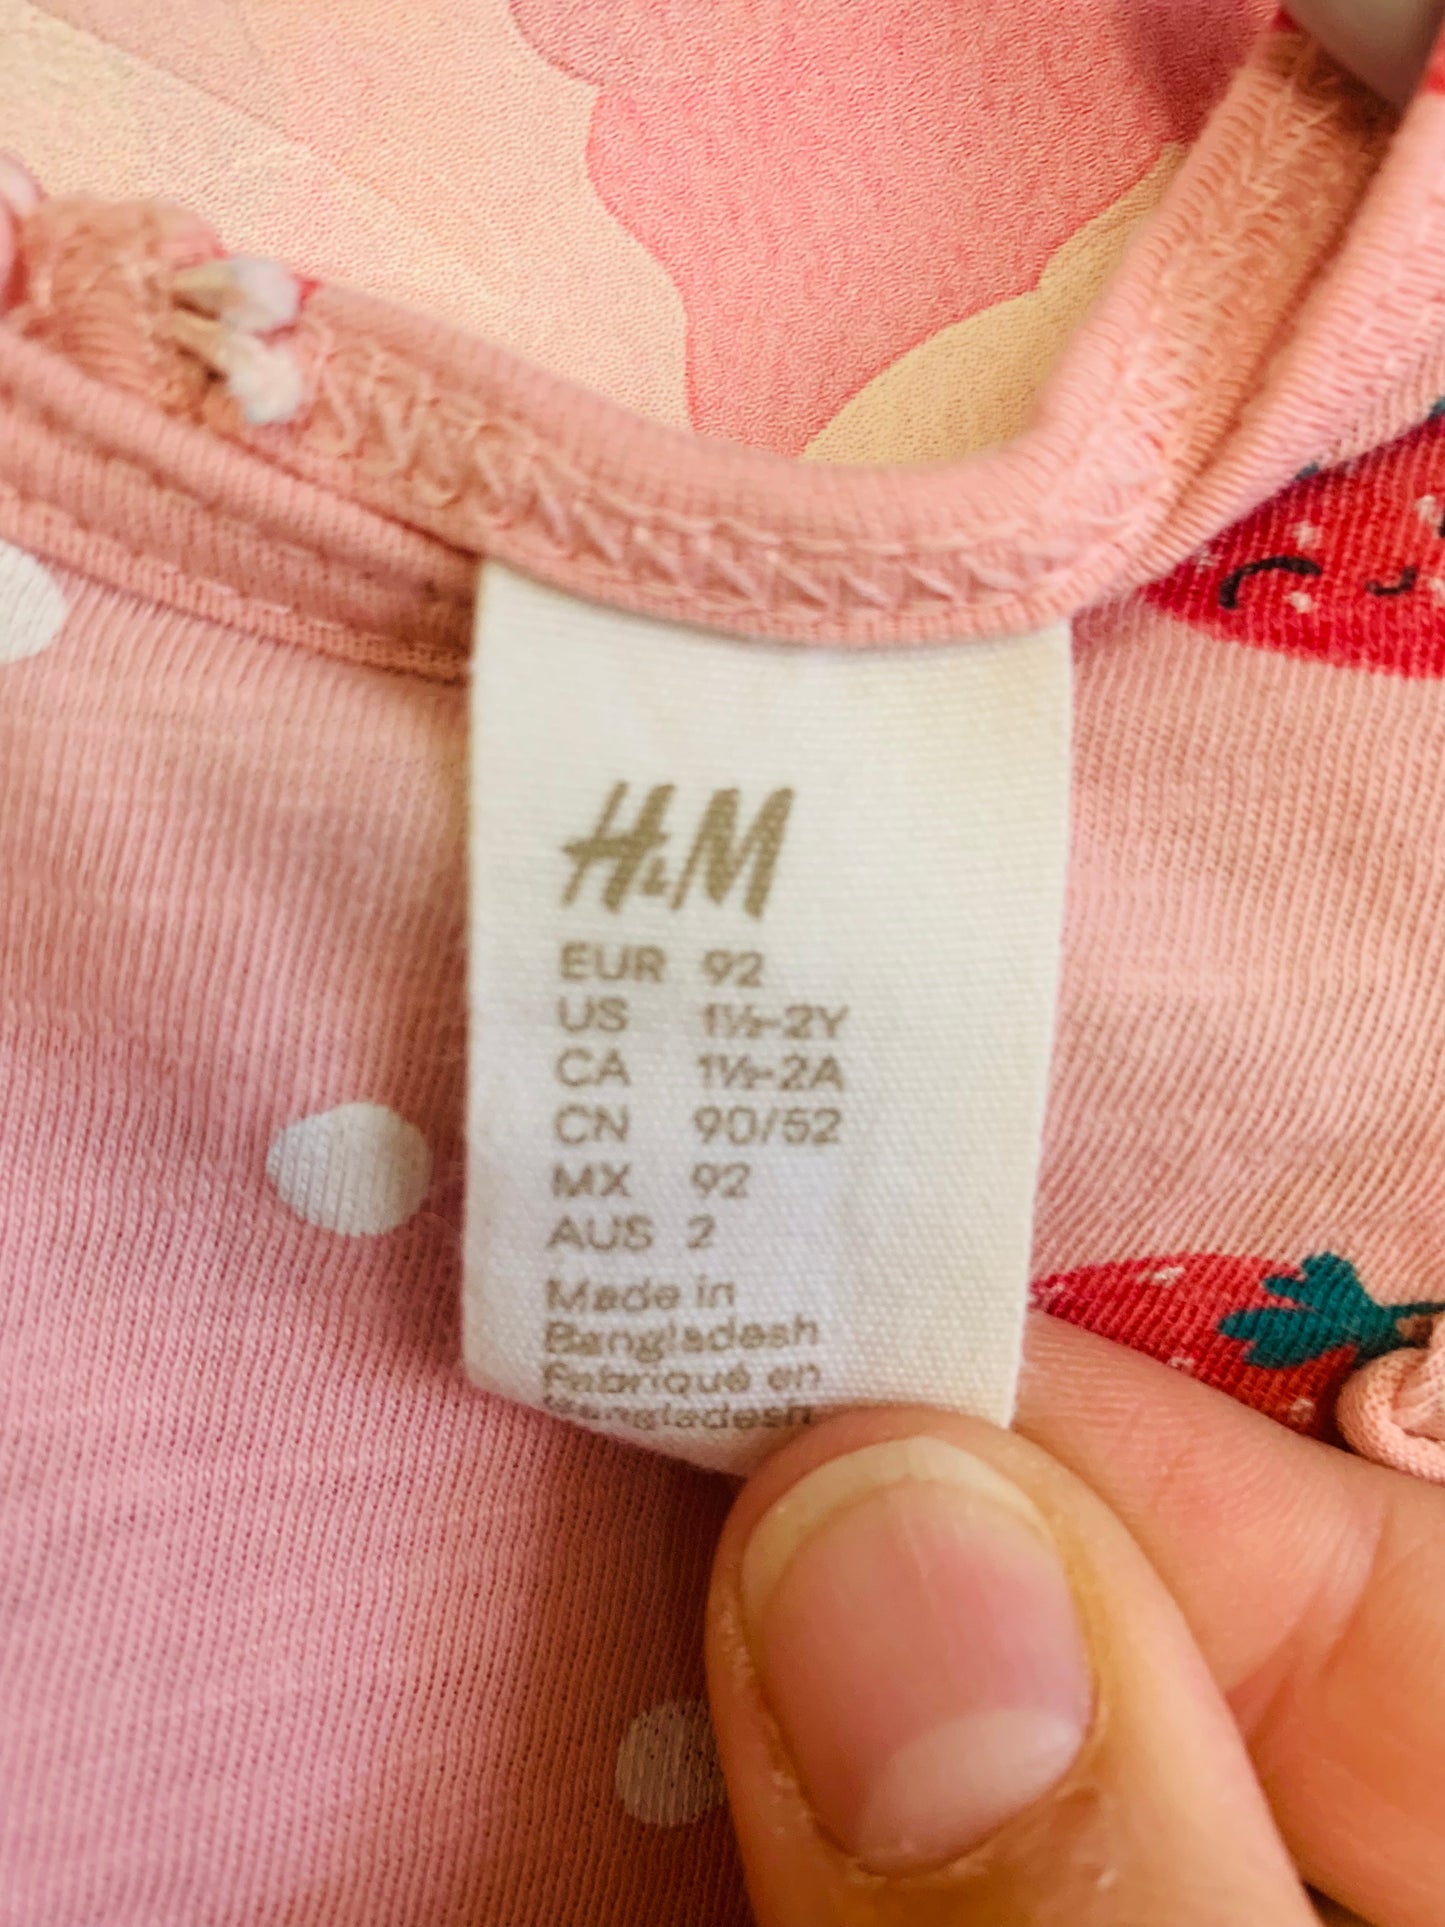 H&M
EUR 92
US 1½-2Y
CA 1½-2A
CN 90/52
MX 92
AUS 2
Made in
Bangladesh
Fabriqué en
Bangladesh